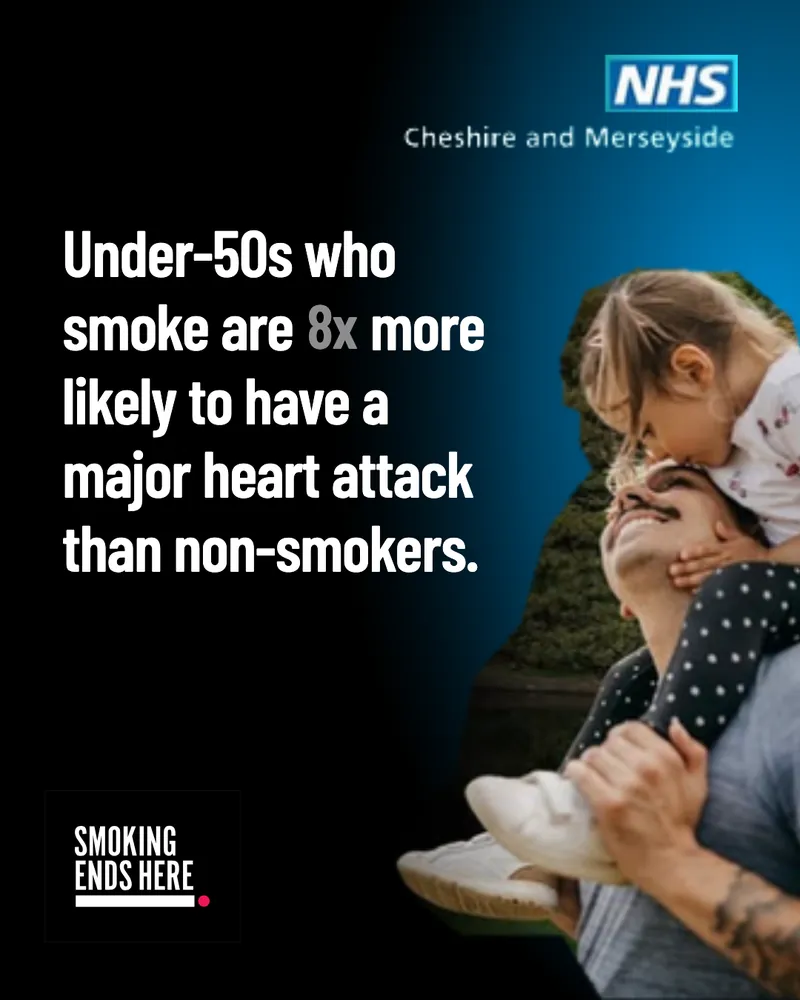 NHS
Cheshire and Merseyside
Under-50s who
smoke are 8x more
likely to have a
major heart attack
than non-smokers.
SMOKING
ENDS HERE